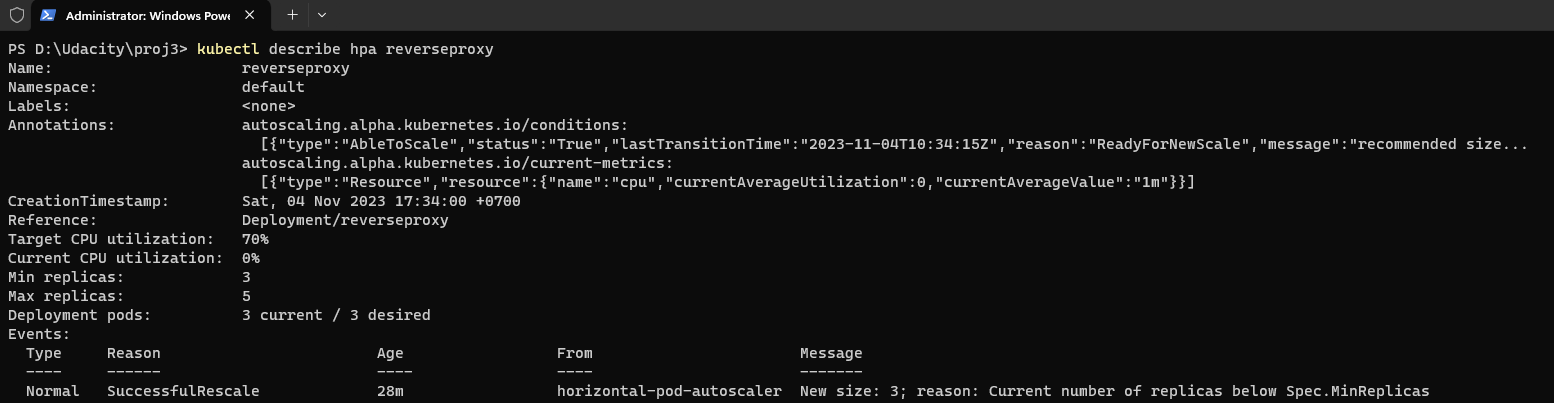 Administrator: Windows Powe
PS D:\Udacity\proj3> kubectl describe hpa reverseproxy
Name: reverseproxy
Namespace: default
Labels: <none>
Annotations: autoscaling.alpha.kubernetes.io/conditions:
[{"type":"AbleToScale","status":"True","lastTransitionTime":"2023-11-04T10:34:15Z","reason":"ReadyForNewScale","message":"recommended size...
autoscaling.alpha.kubernetes.io/current-metrics:
[{"type":"Resource","resource":{"name":"cpu","currentAverageUtilization":0,"currentAverageValue":"1m"}}]
CreationTimestamp: Sat, 04 Nov 2023 17:34:00 +0700
Reference: Deployment/reverseproxy
Target CPU utilization: 70%
Current CPU utilization: 0%
Min replicas: 3
Max replicas: 5
Deployment pods: 3 current / 3 desired
Events:
Type Reason Age From Message
---- ------ ---- ---- -------
Normal SuccessfulRescale 28m horizontal-pod-autoscaler New size: 3; reason: Current number of replicas below Spec.MinReplicas